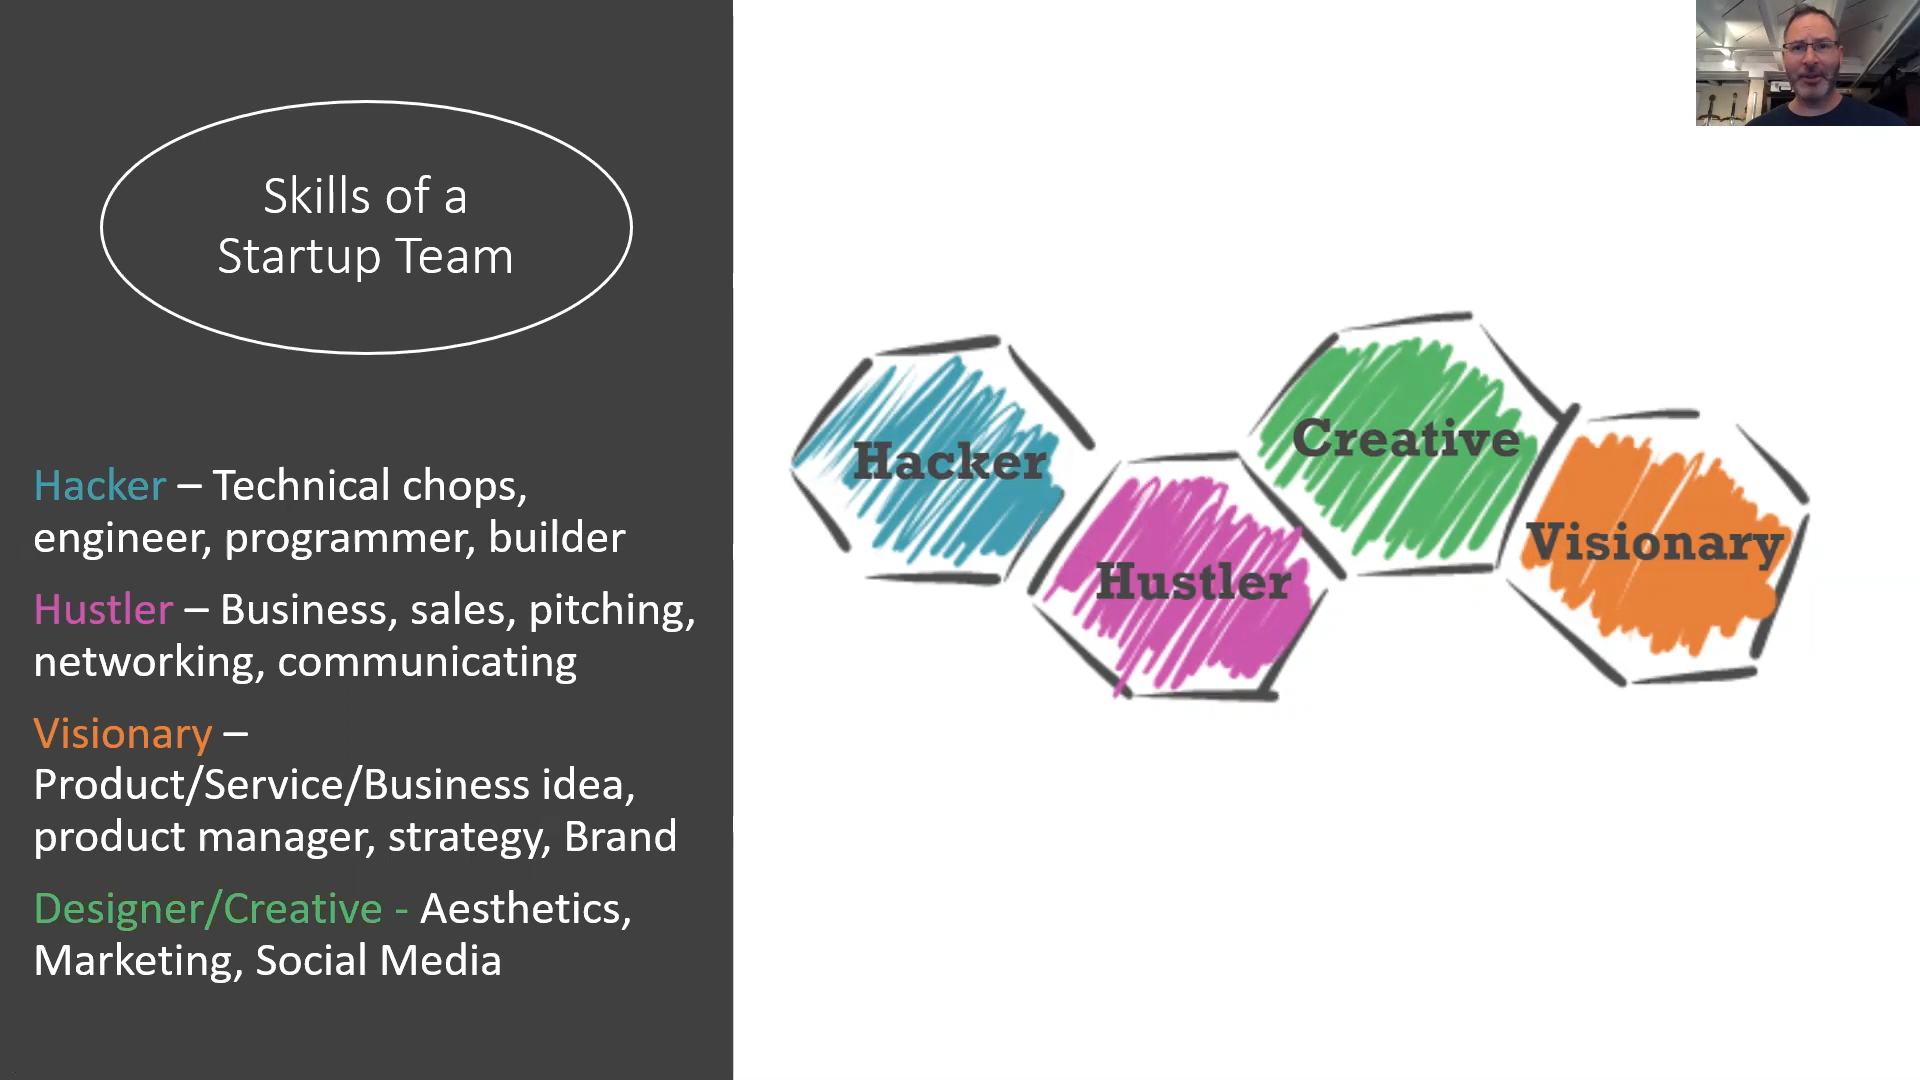 Skills of a
Startup Team
Hacker – Technical chops,
engineer, programmer, builder
Hustler – Business, sales, pitching,
networking, communicating
Visionary –
Product/Service/Business idea,
product manager, strategy, Brand
Designer/Creative - Aesthetics,
Marketing, Social Media
Hacker
Hustler
Creative
Visionary